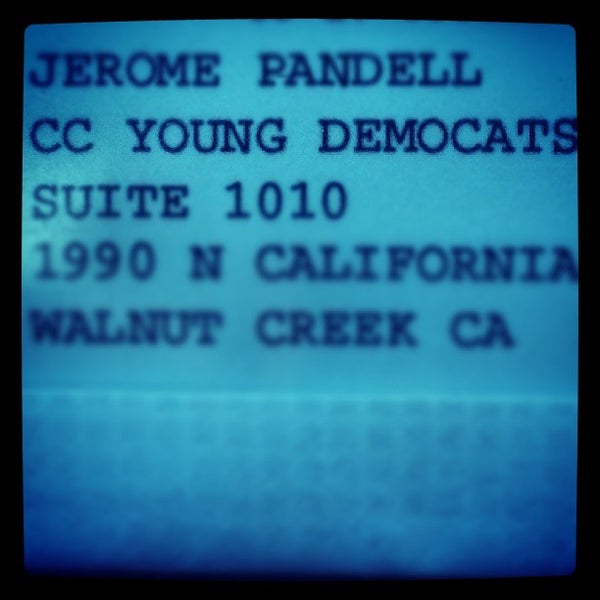 JEROME PANDELL
CC YOUNG DEMOCATS
SUITE 1010
1990 N CALIFORNIA
WALNUT CREEK CA